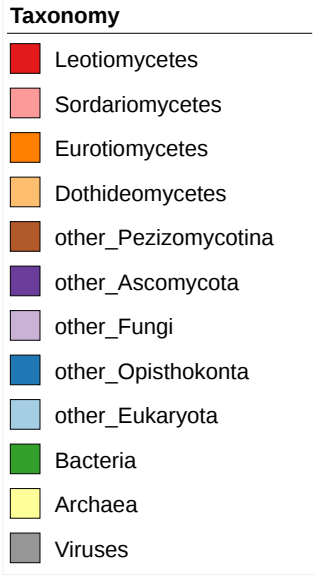 Taxonomy
Leotiomycetes
Sordariomycetes
Eurotiomycetes
Dothideomycetes
other_Pezizomycotina
other_Ascomycota
other_Fungi
other_Opisthokonta
other_Eukaryota
Bacteria
Archaea
Viruses